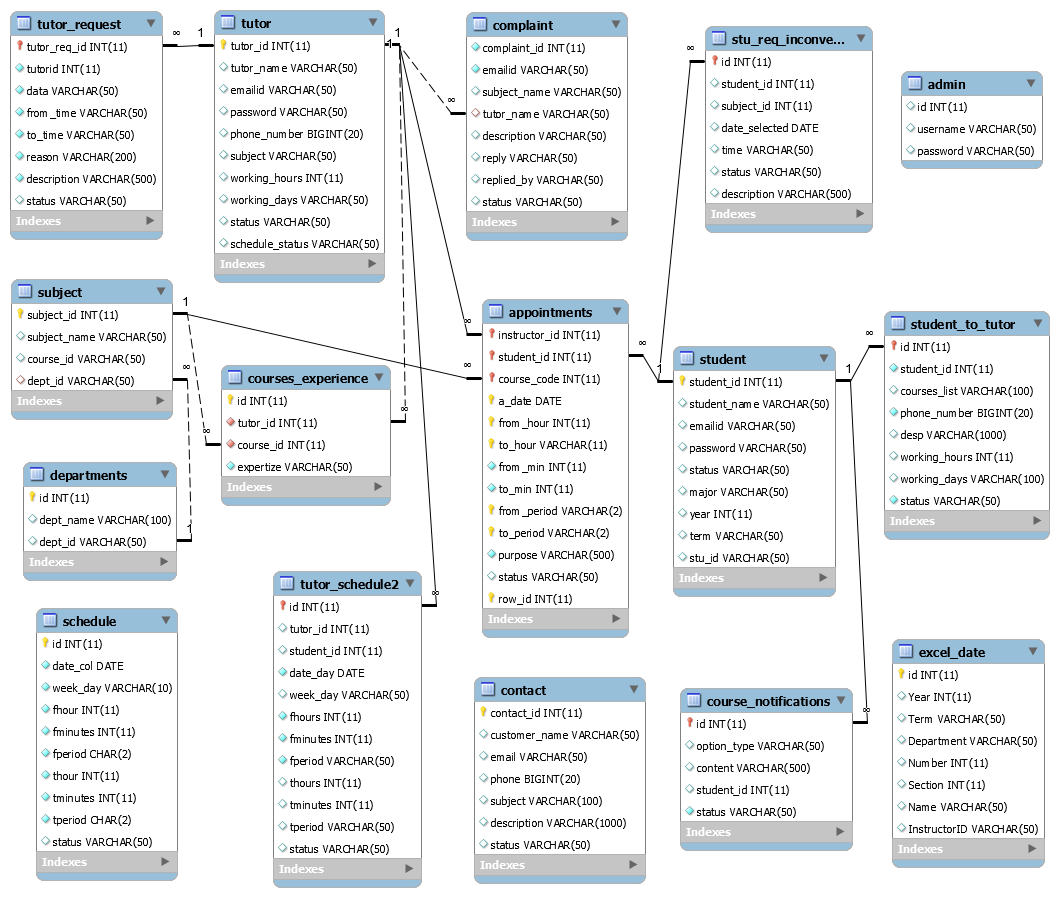 tutor_request
tutor_req_id INT(11)
tutorid INT(11)
data VARCHAR(50)
from_time VARCHAR(50)
to_time VARCHAR(50)
reason VARCHAR(200)
description VARCHAR(500)
status VARCHAR(50)
Indexes
∞
1
tutor
tutor_id INT(11)
tutor_name VARCHAR(50)
emailid VARCHAR(50)
password VARCHAR(50)
phone_number BIGINT(20)
subject VARCHAR(50)
working_hours INT(11)
working_days VARCHAR(50)
status VARCHAR(50)
schedule_status VARCHAR(50)
Indexes
1
1
∞
complaint
complaint_id INT(11)
emailid VARCHAR(50)
subject_name VARCHAR(50)
tutor_name VARCHAR(50)
description VARCHAR(50)
reply VARCHAR(50)
replied_by VARCHAR(50)
status VARCHAR(50)
Indexes
∞
stu_req_inconve...
id INT(11)
student_id INT(11)
subject_id INT(11)
date_selected DATE
time VARCHAR(50)
status VARCHAR(50)
description VARCHAR(500)
Indexes
admin
id INT(11)
username VARCHAR(50)
password VARCHAR(50)
Indexes
subject
subject_id INT(11)
subject_name VARCHAR(50)
course_id VARCHAR(50)
dept_id VARCHAR(50)
Indexes
1
∞
∞
courses_experience
id INT(11)
tutor_id INT(11)
course_id INT(11)
expertize VARCHAR(50)
Indexes
∞
∞
∞
appointments
instructor_id INT(11)
student_id INT(11)
course_code INT(11)
a_date DATE
from_hour INT(11)
to_hour VARCHAR(11)
from_min INT(11)
to_min INT(11)
from_period VARCHAR(2)
to_period VARCHAR(2)
purpose VARCHAR(500)
status VARCHAR(50)
row_id INT(11)
Indexes
∞
1
student
student_id INT(11)
student_name VARCHAR(50)
emailid VARCHAR(50)
password VARCHAR(50)
status VARCHAR(50)
major VARCHAR(50)
year INT(11)
term VARCHAR(50)
stu_id VARCHAR(50)
Indexes
1
∞
student_to_tutor
id INT(11)
student_id INT(11)
courses_list VARCHAR(100)
phone_number BIGINT(20)
desp VARCHAR(1000)
working_hours INT(11)
working_days VARCHAR(100)
status VARCHAR(50)
Indexes
departments
id INT(11)
dept_name VARCHAR(100)
dept_id VARCHAR(50)
Indexes
1
schedule
id INT(11)
date_col DATE
week_day VARCHAR(10)
fhour INT(11)
fminutes INT(11)
fperiod CHAR(2)
thour INT(11)
tminutes INT(11)
tperiod CHAR(2)
status VARCHAR(50)
Indexes
tutor_schedule2
id INT(11)
tutor_id INT(11)
student_id INT(11)
date_day DATE
week_day VARCHAR(50)
fhours INT(11)
fminutes INT(11)
fperiod VARCHAR(50)
thours INT(11)
tminutes INT(11)
tperiod VARCHAR(50)
status VARCHAR(50)
Indexes
∞
contact
contact_id INT(11)
customer_name VARCHAR(50)
email VARCHAR(50)
phone BIGINT(20)
subject VARCHAR(100)
description VARCHAR(1000)
status VARCHAR(50)
Indexes
course_notifications
id INT(11)
option_type VARCHAR(50)
content VARCHAR(500)
student_id INT(11)
status VARCHAR(50)
Indexes
∞
excel_date
id INT(11)
Year INT(11)
Term VARCHAR(50)
Department VARCHAR(50)
Number INT(11)
Section INT(11)
Name VARCHAR(50)
InstructorID VARCHAR(50)
Indexes